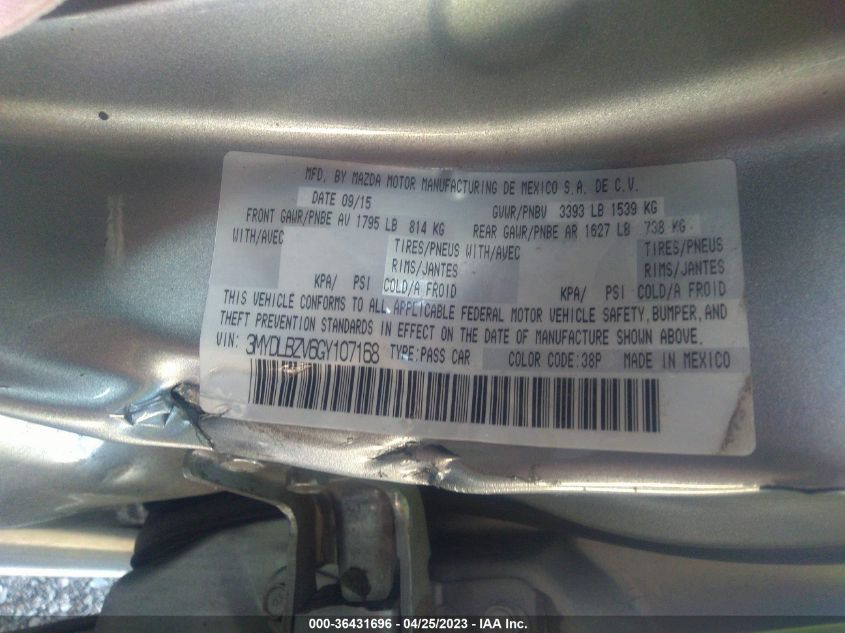 MFD. BY MAZDA MOTOR MANUFACTURING DE MEXICO S.A. DE C.V.
DATE 09/15 GVWR/PNBV 3393 LB 1539 KG
FRONT GAWR/PNBE AV 1795 LB 814 KG REAR GAWR/PNBE AR 1627 LB 738 KG
WITH/AVEC TIRES/PNEUS WITH/AVEC TIRES/PNEUS
RIMS/JANTES RIMS/JANTES
KPA/ PSI COLD/A FROID KPA/ PSI COLD/A FROID
THIS VEHICLE CONFORMS TO ALL APPLICABLE FEDERAL MOTOR VEHICLE SAFETY, BUMPER, AND
THEFT PREVENTION STANDARDS IN EFFECT ON THE DATE OF MANUFACTURE SHOWN ABOVE.
VIN: 3MYDLBZV6GY107168 TYPE:PASS CAR COLOR CODE:38P MADE IN MEXICO
000-36431696 - 04/25/2023 - IAA Inc.